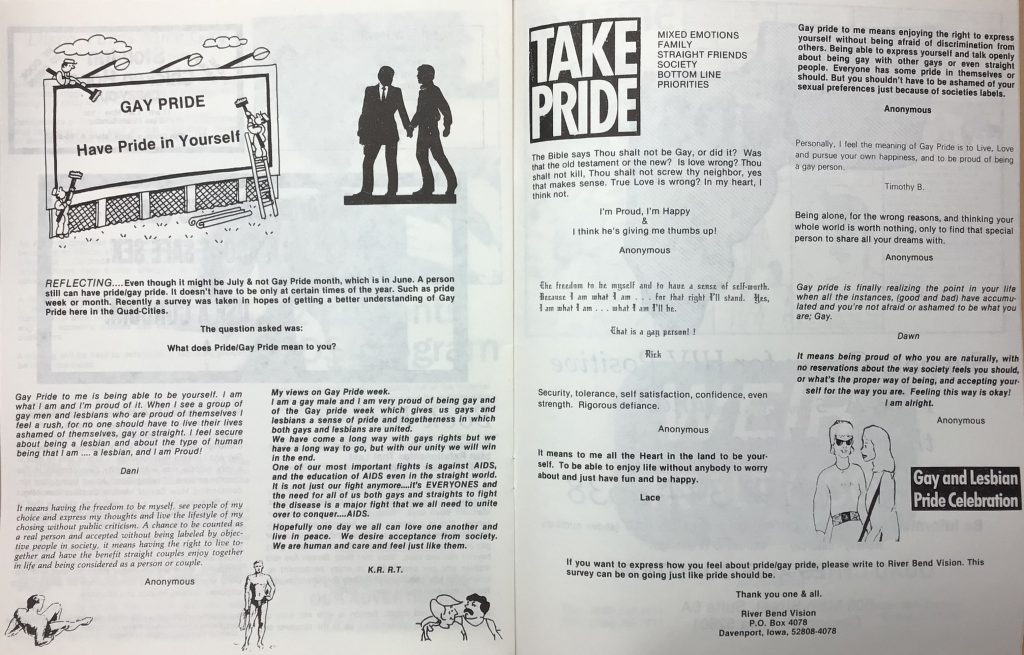 GAY PRIDE
Have Pride in Yourself
REFLECTING....Even though it might be July & not Gay Pride month, which is in June. A person
still can have pride/gay pride. It doesn't have to be only at certain times of the year. Such as pride
week or month. Recently a survey was taken in hopes of getting a better understanding of Gay
Pride here in the Quad-Cities.
The question asked was:
What does Pride/Gay Pride mean to you?
Gay Pride to me is being able to be yourself. I am
what I am and I'm proud of it. When I see a group of
gay men and lesbians who are proud of themselves I
feel a rush, for no one should have to live their lives
ashamed of themselves, gay or straight. I feel secure
about being a lesbian and about the type of human
being that I am .... a lesbian, and I am Proud!
Dani
It means having the freedom to be myself, see people of my
choice and express my thoughts and live the lifestyle of my
chosing without public criticism. A chance to be counted as
a real person and accepted without being labeled by objec-
tive people in society, it means having the right to live to-
gether and have the benefit straight couples enjoy together
in life and being considered as a person or couple.
Anonymous
My views on Gay Pride week.
I am a gay male and I am very proud of being gay and
of the Gay pride week which gives us gays and
lesbians a sense of pride and togetherness in which
both gays and lesbians are united.
We have come a long way with gays rights but we
have a long way to go, but with our unity we will win
in the end.
One of our most important fights is against AIDS,
and the education of AIDS even in the straight world.
It is not just our fight anymore....it's EVERYONES and
the need for all of us both gays and straights to fight
the disease is a major fight that we all need to unite
over to conquer....AIDS.
Hopefully one day we all can love one another and
live in peace. We desire acceptance from society.
We are human and care and feel just like them.
K.R. R.T.
TAKE
PRIDE
MIXED EMOTIONS
FAMILY
STRAIGHT FRIENDS
SOCIETY
BOTTOM LINE
PRIORITIES
The Bible says Thou shalt not be Gay, or did it? Was
that the old testament or the new? Is love wrong? Thou
shalt not kill, Thou shalt not screw thy neighbor, yes
that makes sense. True Love is wrong? In my heart, I
think not.
I'm Proud, I'm Happy
&
I think he's giving me thumbs up!
Anonymous
The freedom to be myself and to have a sense of self-worth.
Because I am what I am . . . for that right I'll stand. Yes,
I am what I am . . . what I am I'll be.
That is a gay person! !
Rick
Security, tolerance, self satisfaction, confidence, even
strength. Rigorous defiance.
Anonymous
It means to me all the Heart in the land to be your-
self. To be able to enjoy life without anybody to worry
about and just have fun and be happy.
Lace
Gay pride to me means enjoying the right to express
yourself without being afraid of discrimination from
others. Being able to express yourself and talk openly
about being gay with other gays or even straight
people. Everyone has some pride in themselves or
should. But you shouldn't have to be ashamed of your
sexual preferences just because of societies labels.
Anonymous
Personally, I feel the meaning of Gay Pride is to Live, Love
and pursue your own happiness, and to be proud of being
a gay person.
Timothy B.
Being alone, for the wrong reasons, and thinking your
whole world is worth nothing, only to find that special
person to share all your dreams with.
Anonymous
Gay pride is finally realizing the point in your life
when all the instances, (good and bad) have accumu-
lated and you're not afraid or ashamed to be what you
are; Gay.
Dawn
It means being proud of who you are naturally, with
no reservations about the way society feels you should,
or what's the proper way of being, and accepting your-
self for the way you are. Feeling this way is okay!
I am alright.
Anonymous
Gay and Lesbian
Pride Celebration
If you want to express how you feel about pride/gay pride, please write to River Bend Vision. This
survey can be on going just like pride should be.
Thank you one & all.
River Bend Vision
P.O. Box 4078
Davenport, Iowa, 52808-4078